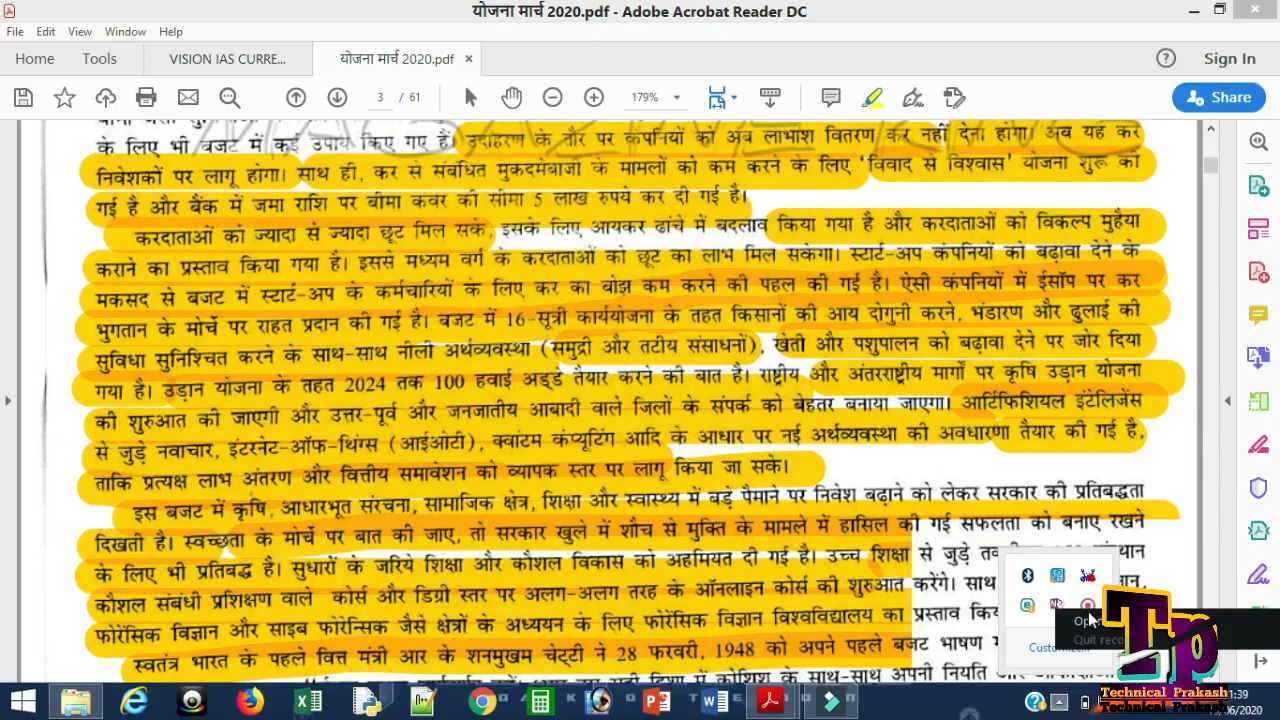 योजना मार्च 2020.pdf - Adobe Acrobat Reader DC
File Edit View Window Help
Home Tools VISION IAS CURRE... योजना मार्च 2020.pdf × Sign In
3 / 61 179% Share
के लिए भी बजट में कई उपाय किए गए हैं। उदाहरण के तौर पर कंपनियों को अब लाभांश वितरण कर नहीं देना होगा। अब यह कर
निवेशकों पर लागू होगा। साथ ही, कर से संबंधित मुकदमेबाजी के मामलों को कम करने के लिए 'विवाद से विश्वास' योजना शुरू की
गई है और बैंक में जमा राशि पर बीमा कवर की सीमा 5 लाख रुपये कर दी गई है।
करदाताओं को ज्यादा से ज्यादा छूट मिल सके, इसके लिए आयकर ढांचे में बदलाव किया गया है और करदाताओं को विकल्प मुहैया
कराने का प्रस्ताव किया गया है। इससे मध्यम वर्ग के करदाताओं को छूट का लाभ मिल सकेगा। स्टार्ट-अप कंपनियों को बढ़ावा देने के
मकसद से बजट में स्टार्ट-अप के कर्मचारियों के लिए कर का बोझ कम करने की पहल की गई है। ऐसी कंपनियों में ईसॉप पर कर
भुगतान के मोर्चे पर राहत प्रदान की गई है। बजट में 16-सूत्री कार्ययोजना के तहत किसानों की आय दोगुनी करने, भंडारण और ढुलाई की
सुविधा सुनिश्चित करने के साथ-साथ नीली अर्थव्यवस्था (समुद्री और तटीय संसाधनों), खेती और पशुपालन को बढ़ावा देने पर जोर दिया
गया है। उड़ान योजना के तहत 2024 तक 100 हवाई अड्डे तैयार करने की बात है। राष्ट्रीय और अंतरराष्ट्रीय मार्गों पर कृषि उड़ान योजना
की शुरुआत की जाएगी और उत्तर-पूर्व और जनजातीय आबादी वाले जिलों के संपर्क को बेहतर बनाया जाएगा। आर्टिफिशियल इंटेलिजेंस
से जुड़े नवाचार, इंटरनेट-ऑफ-थिंग्स (आईओटी), क्वांटम कंप्यूटिंग आदि के आधार पर नई अर्थव्यवस्था की अवधारणा तैयार की गई है,
ताकि प्रत्यक्ष लाभ अंतरण और वित्तीय समावेशन को व्यापक स्तर पर लागू किया जा सके।
इस बजट में कृषि, आधारभूत संरचना, सामाजिक क्षेत्र, शिक्षा और स्वास्थ्य में बड़े पैमाने पर निवेश बढ़ाने को लेकर सरकार की प्रतिबद्धता
दिखती है। स्वच्छता के मोर्चे पर बात की जाए, तो सरकार खुले में शौच से मुक्ति के मामले में हासिल की गई सफलता को बनाए रखने
के लिए भी प्रतिबद्ध है। सुधारों के जरिये शिक्षा और कौशल विकास को अहमियत दी गई है। उच्च शिक्षा से जुड़े
कौशल संबंधी प्रशिक्षण वाले कोर्स और डिग्री स्तर पर अलग-अलग तरह के ऑनलाइन कोर्स की शुरुआत करेंगे। साथ
फोरेंसिक विज्ञान और साइब फोरेन्सिक जैसे क्षेत्रों के अध्ययन के लिए फोरेंसिक विज्ञान विश्वविद्यालय का प्रस्ताव
स्वतंत्र भारत के पहले वित्त मंत्री आर के शनमुखम चेट्टी ने 28 फरवरी, 1948 को अपने पहले बजट भाषण
Quit
Technical Prakash
Technical Prakash